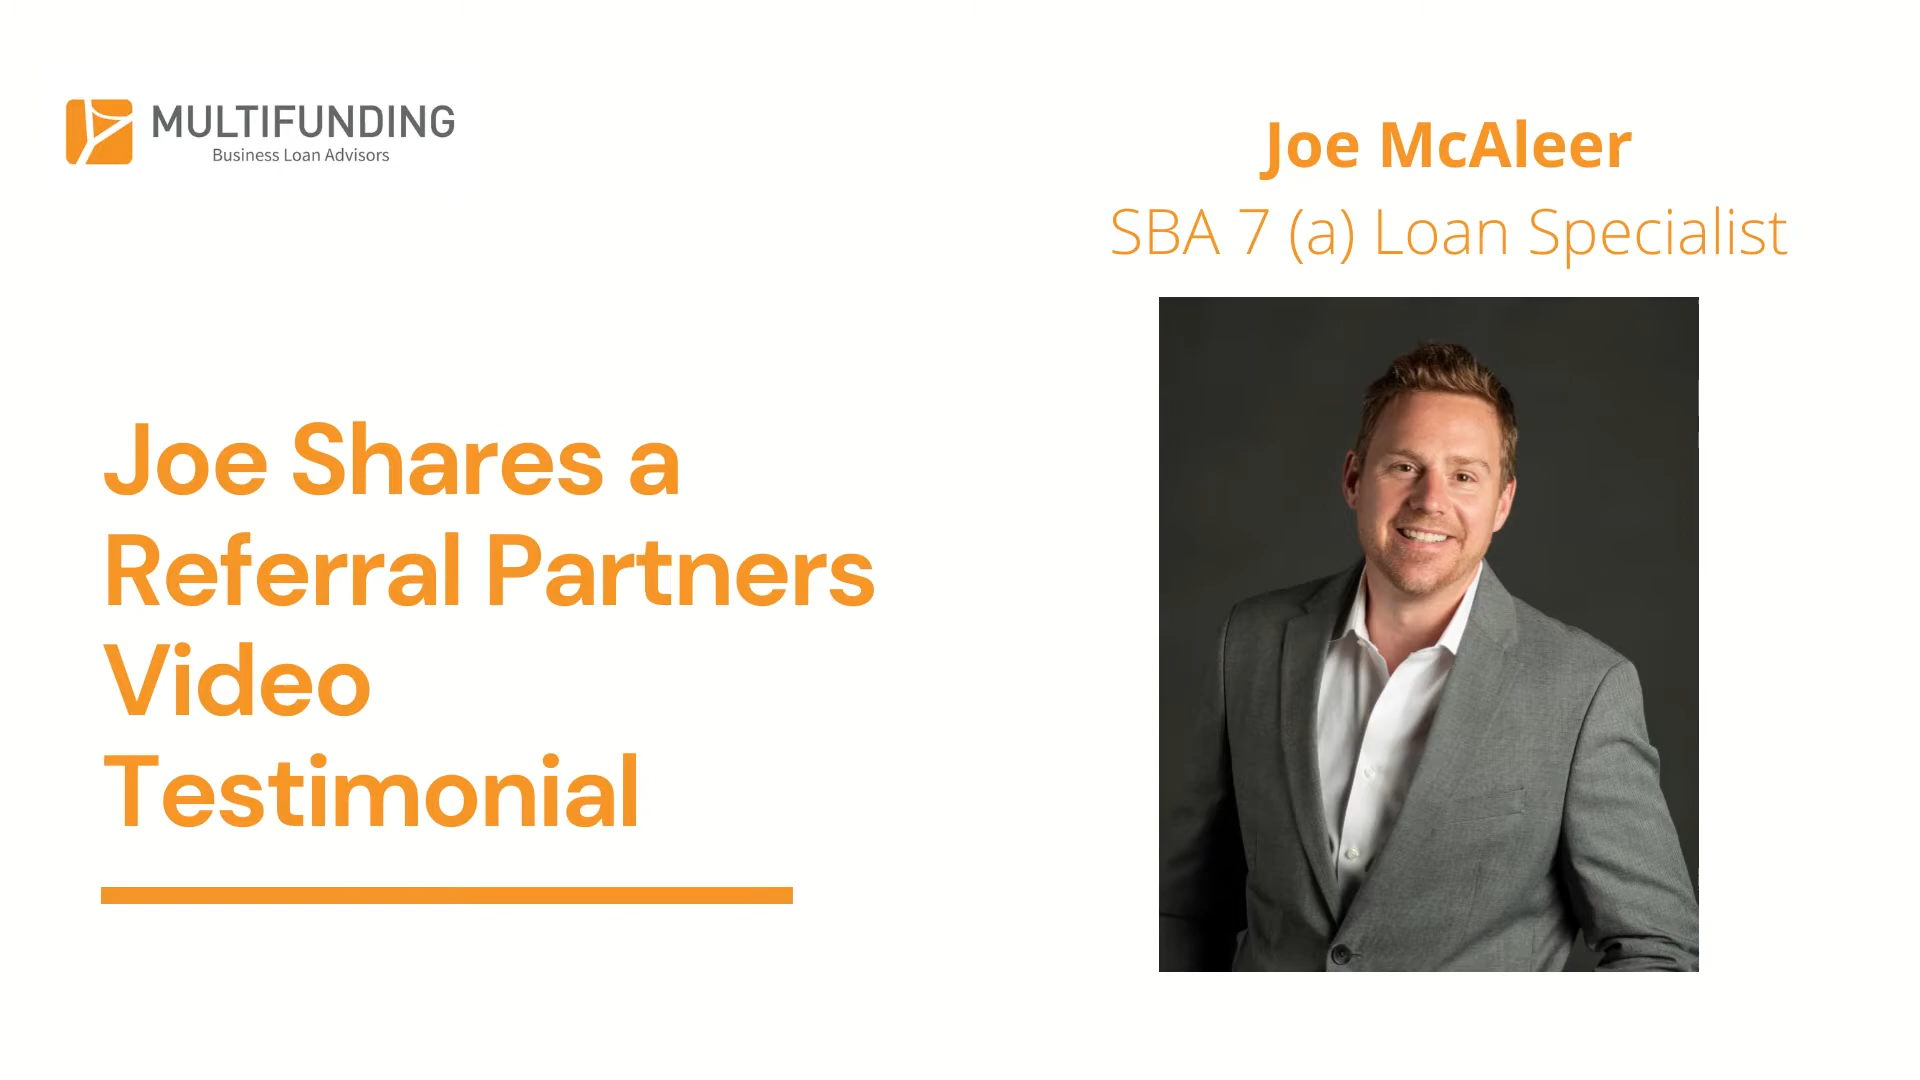 MULTIFUNDING
Business Loan Advisors
Joe McAleer
SBA 7 (a) Loan Specialist
Joe Shares a
Referral Partners
Video
Testimonial